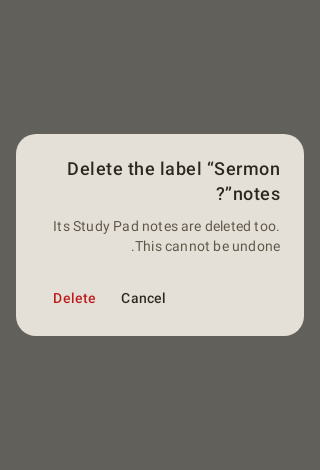 Delete the label “Sermon
?”notes
Its Study Pad notes are deleted too.
.This cannot be undone
Delete
Cancel